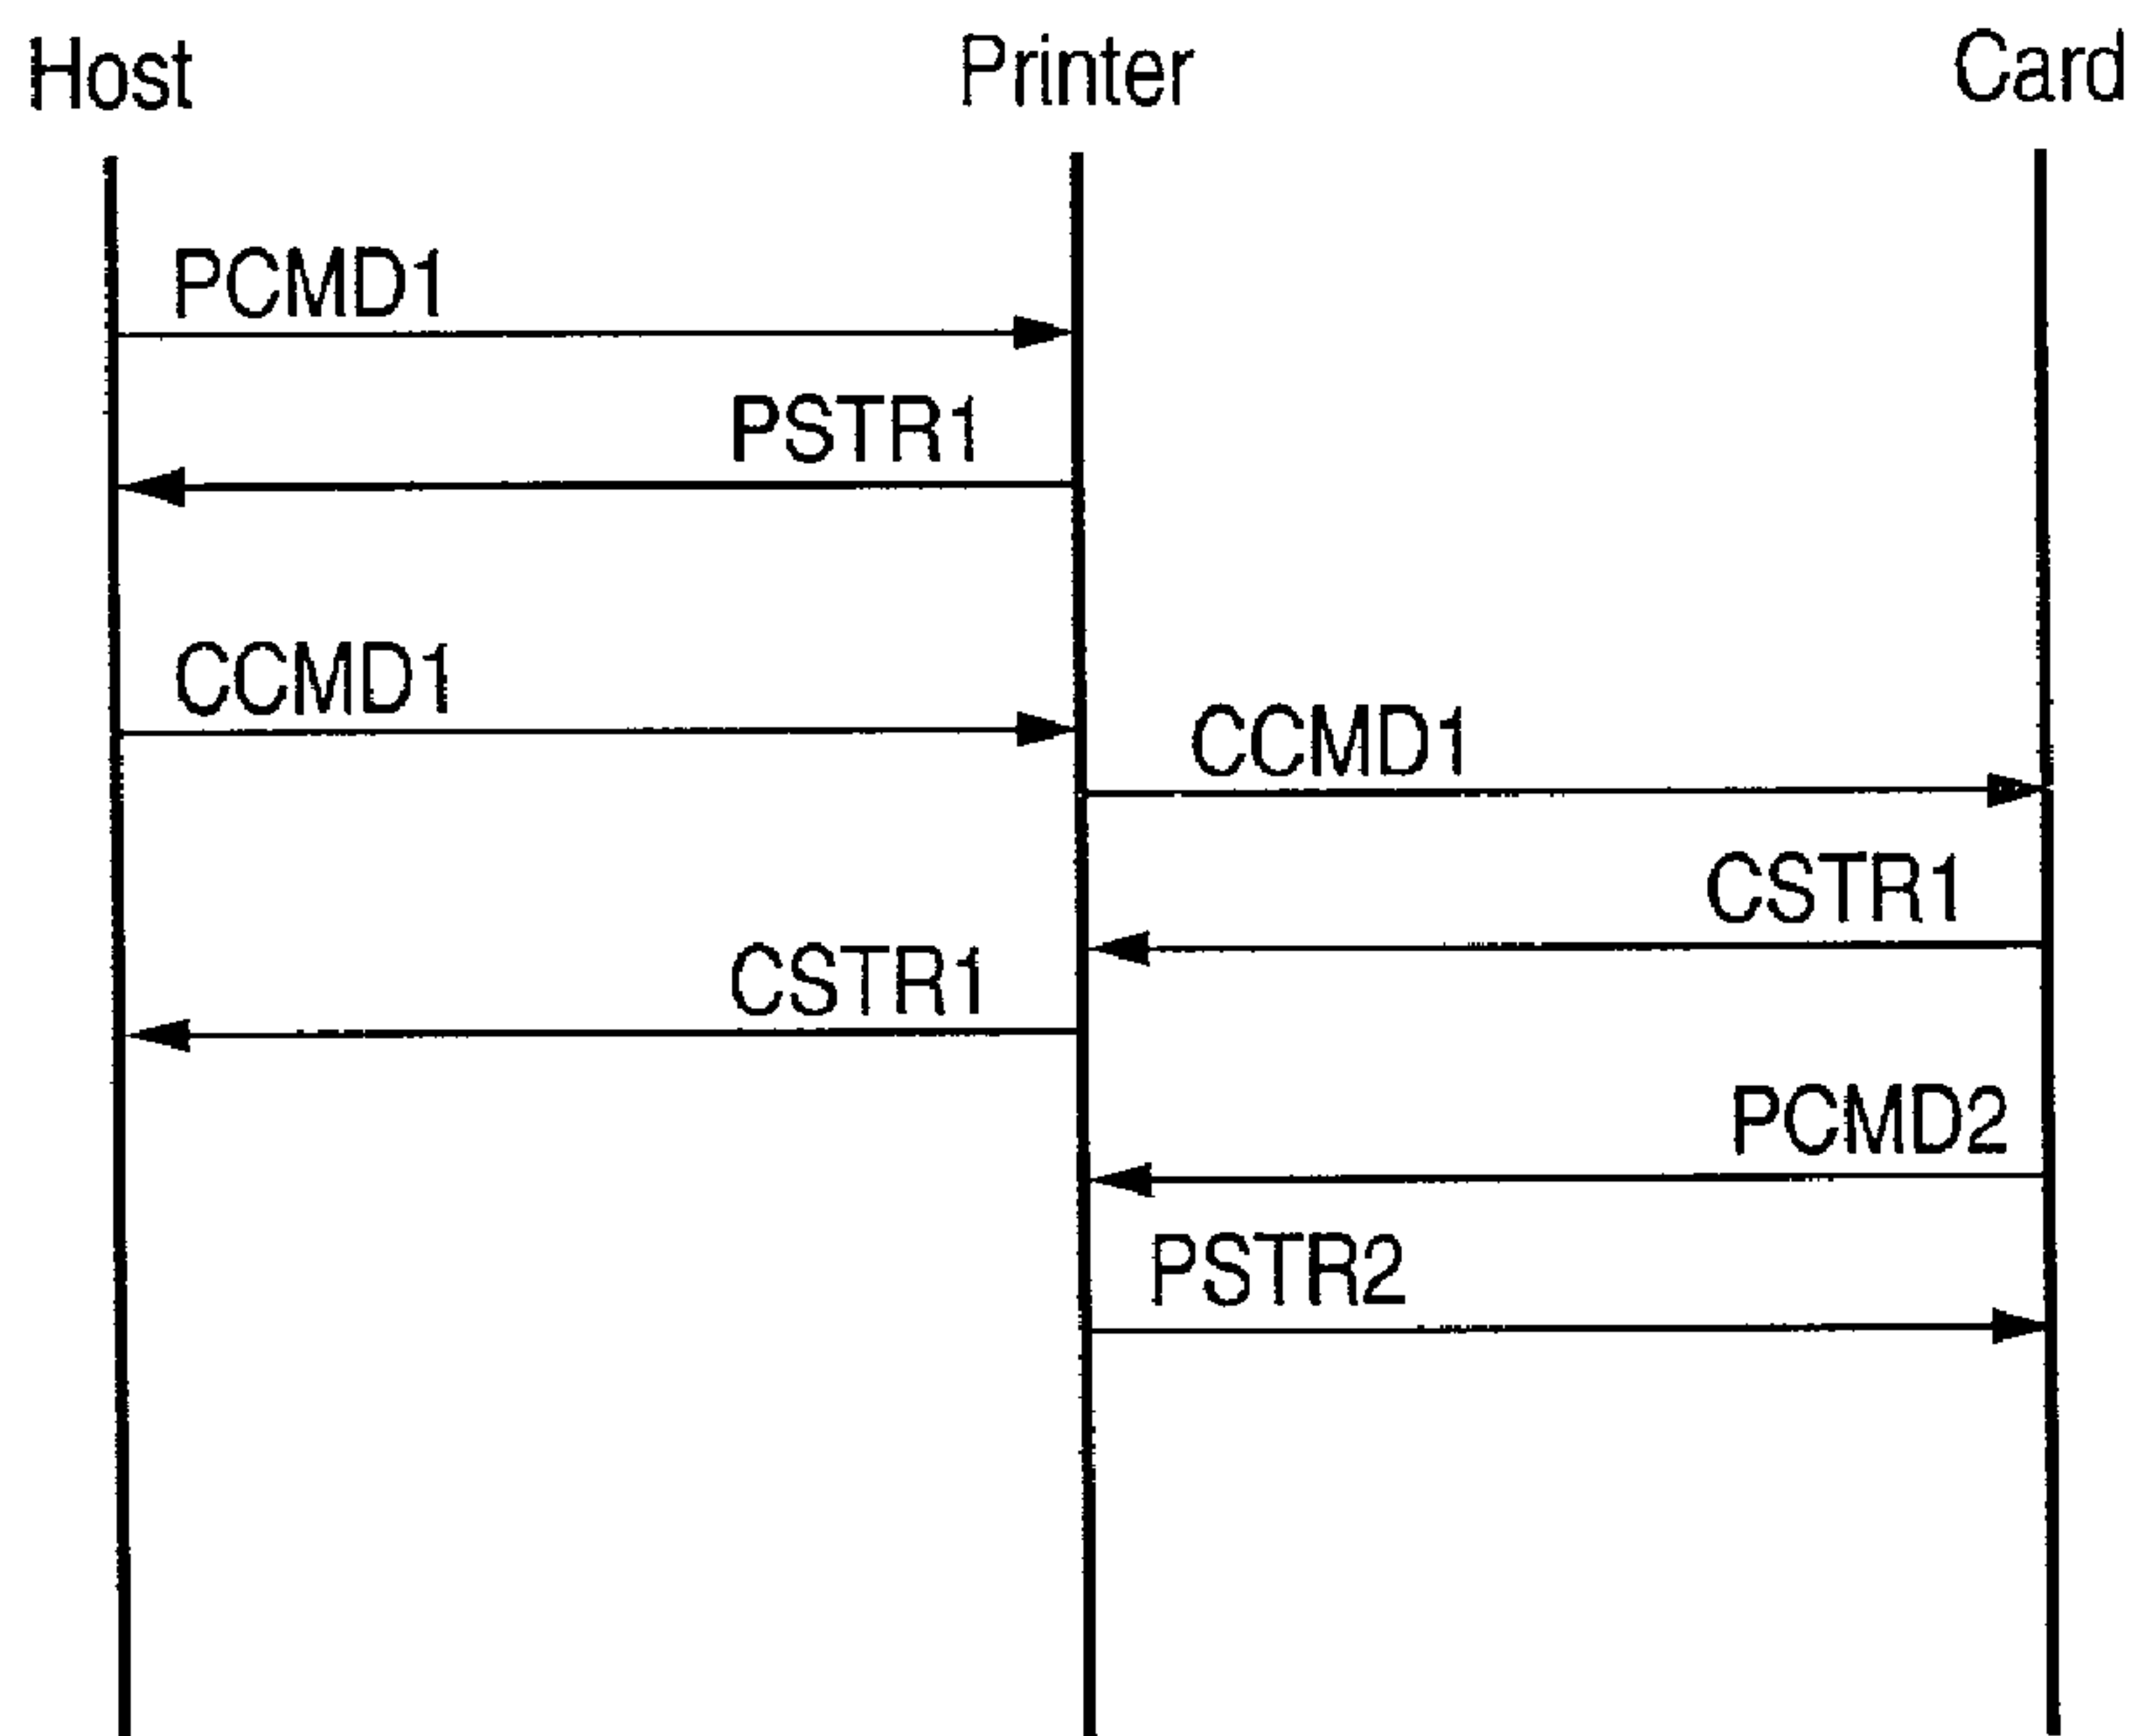 Host Printer Card
PCMD1
PSTR1
CCMD1
CCMD1
CSTR1
CSTR1
PCMD2
PSTR2